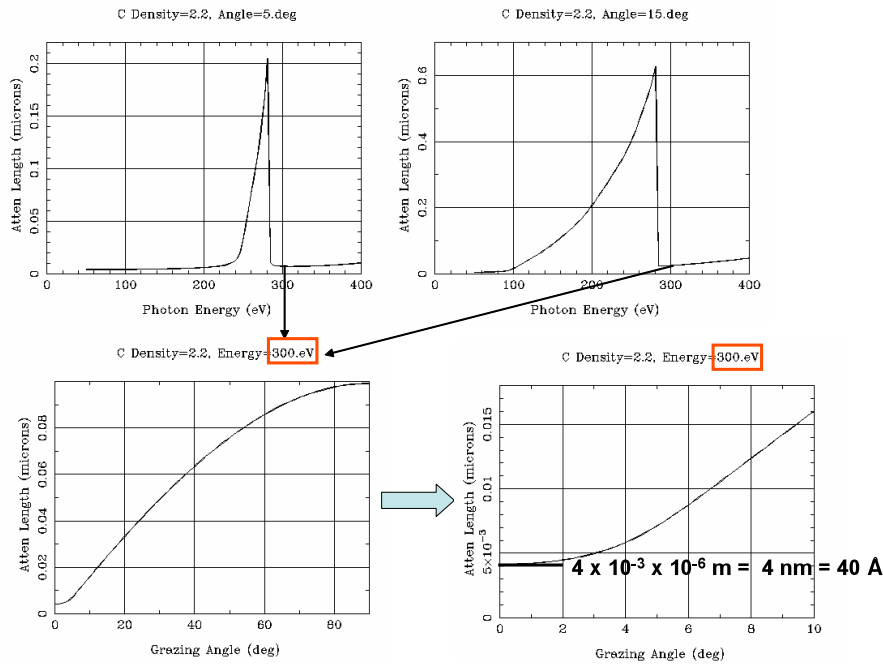 C Density=2.2, Angle=5.deg
Atten Length (microns)
0 0.05 0.1 0.15 0.2
0 100 200 300 400
Photon Energy (eV)
C Density=2.2, Angle=15.deg
Atten Length (microns)
0 0.2 0.4 0.6
0 100 200 300 400
Photon Energy (eV)
C Density=2.2, Energy=300.eV
Atten Length (microns)
0 0.02 0.04 0.06 0.08
0 20 40 60 80
Grazing Angle (deg)
C Density=2.2, Energy=300.eV
Atten Length (microns)
0 5×10⁻³ 0.01 0.015
4 x 10⁻³ x 10⁻⁶ m = 4 nm = 40 Å
0 2 4 6 8 10
Grazing Angle (deg)